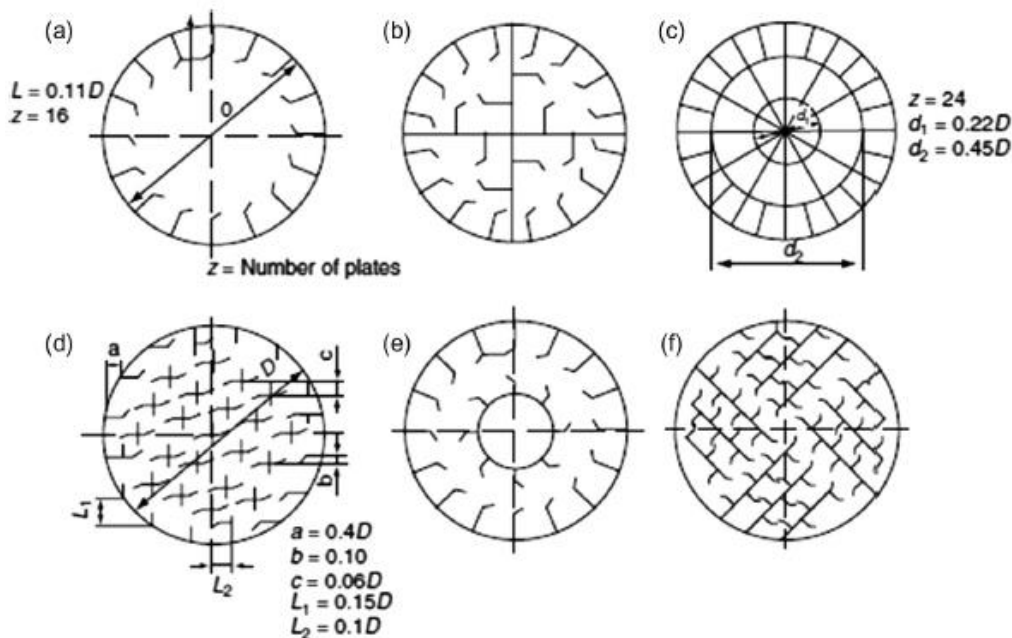 (a)
L = 0.11D
z = 16
0
z = Number of plates
(b)
(c)
d₁
z = 24
d₁ = 0.22D
d₂ = 0.45D
d₂
(d)
a
D
c
b
L₁
L₂
a = 0.4D
b = 0.10
c = 0.06D
L₁ = 0.15D
L₂ = 0.1D
(e)
(f)